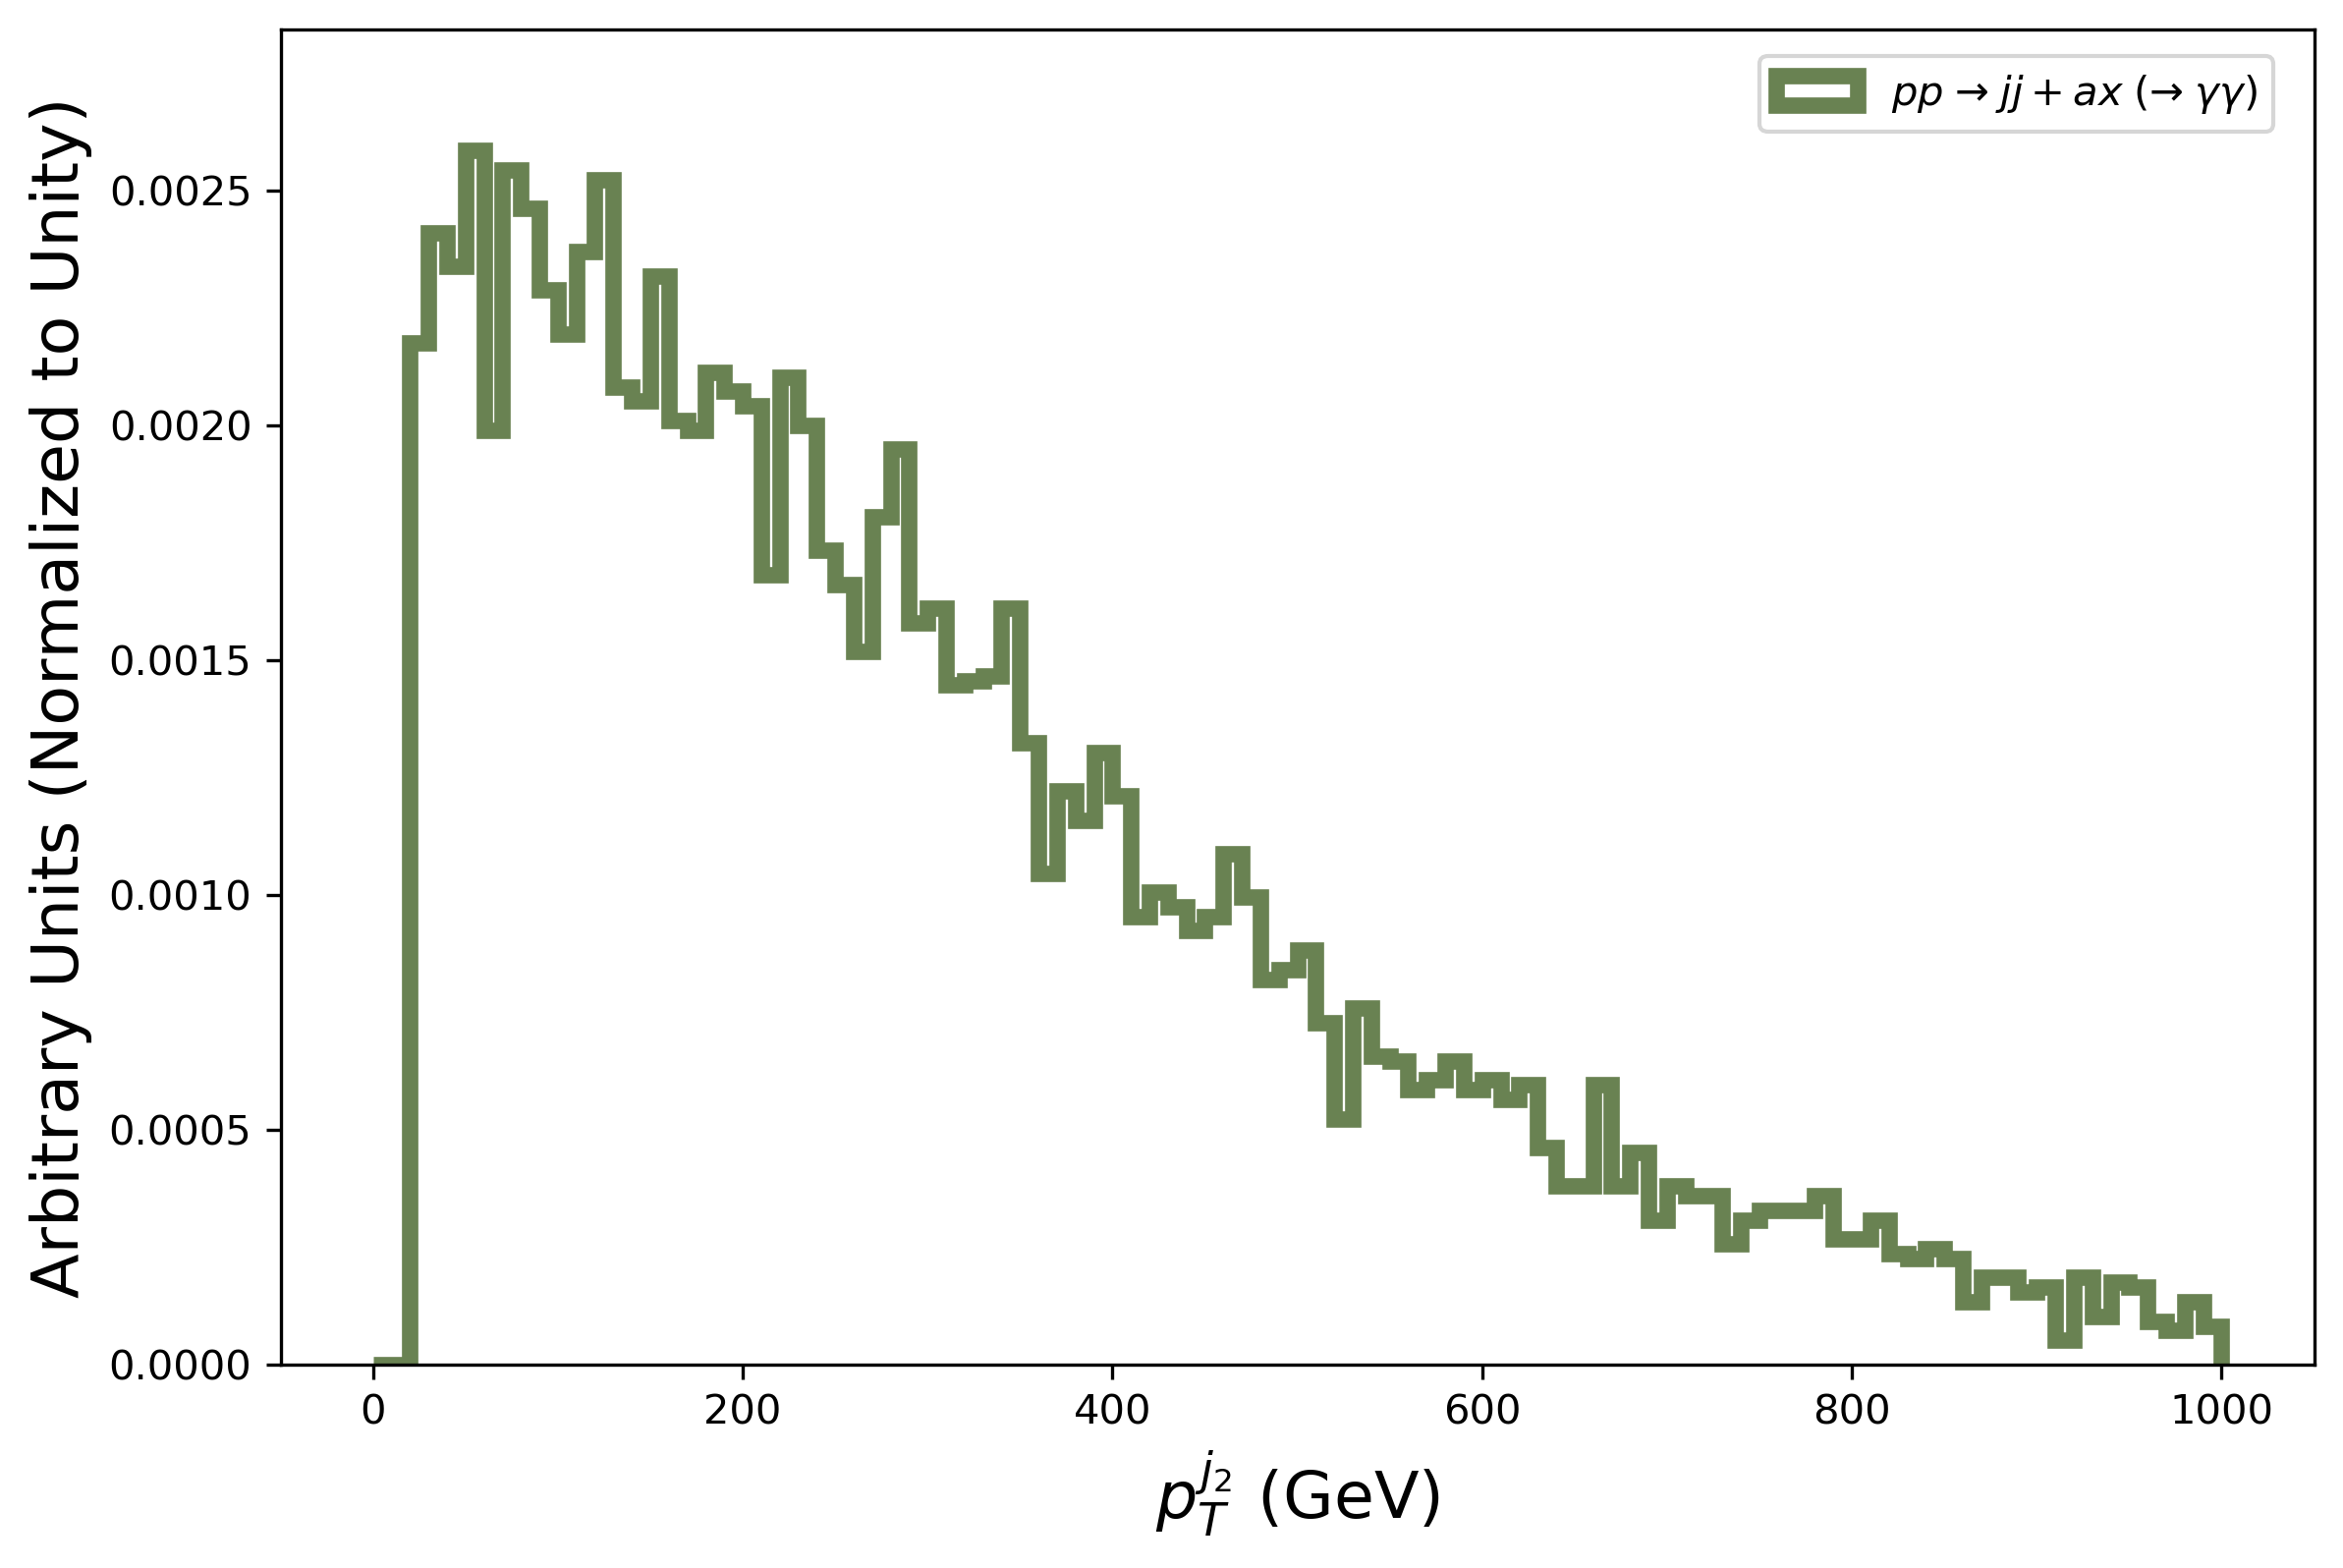 pp → jj + ax (→ γγ)
Arbitrary Units (Normalized to Unity)
0.0025
0.0020
0.0015
0.0010
0.0005
0.0000
0 200 400 600 800 1000
$p_T^{j_2}$ (GeV)